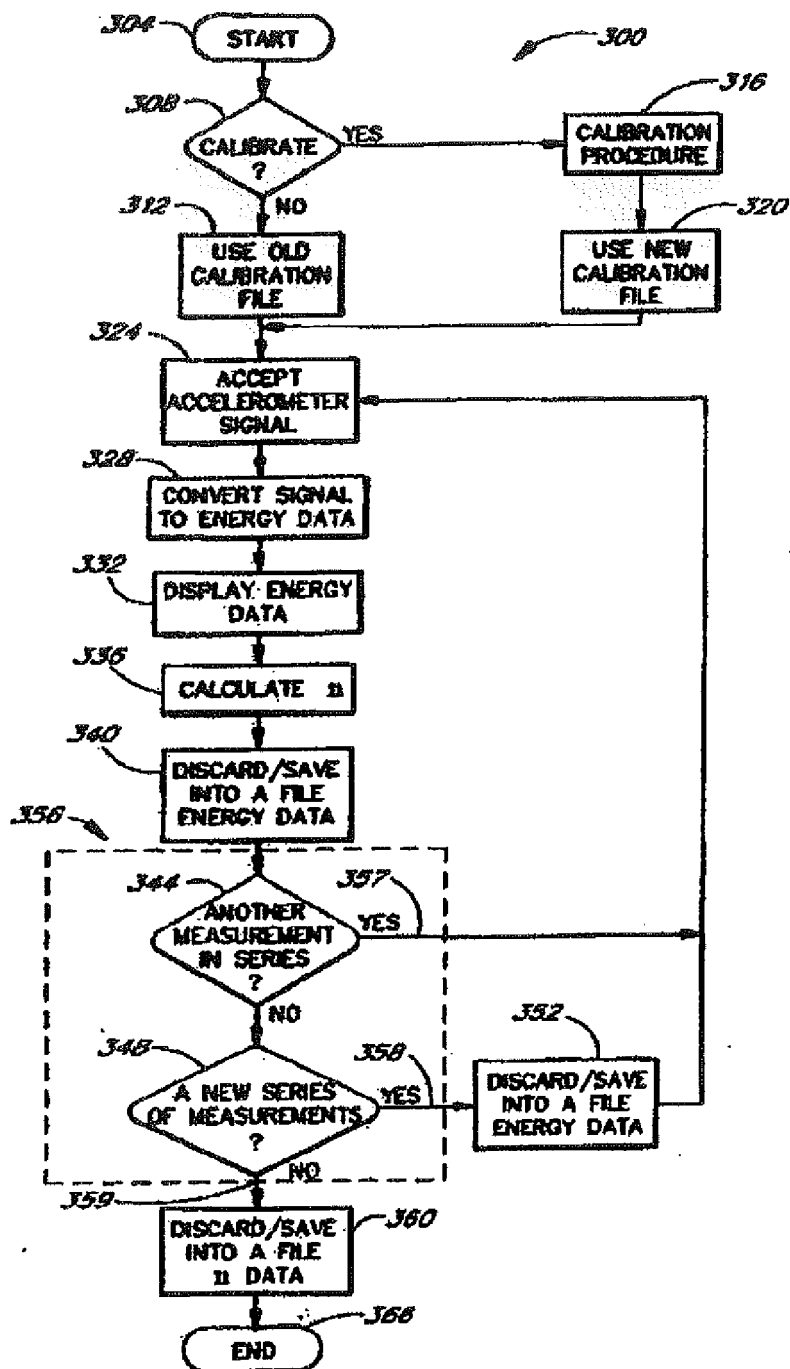 304
START
300
308
CALIBRATE
?
YES
NO
316
CALIBRATION
PROCEDURE
312
USE OLD
CALIBRATION
FILE
320
USE NEW
CALIBRATION
FILE
324
ACCEPT
ACCELEROMETER
SIGNAL
328
CONVERT SIGNAL
TO ENERGY DATA
332
DISPLAY ENERGY
DATA
336
CALCULATE n
340
DISCARD/SAVE
INTO A FILE
ENERGY DATA
356
344
ANOTHER
MEASUREMENT
IN SERIES
?
YES
357
NO
348
A NEW SERIES
OF MEASUREMENTS
?
YES
358
352
DISCARD/SAVE
INTO A FILE
ENERGY DATA
NO
359
360
DISCARD/SAVE
INTO A FILE
n DATA
366
END